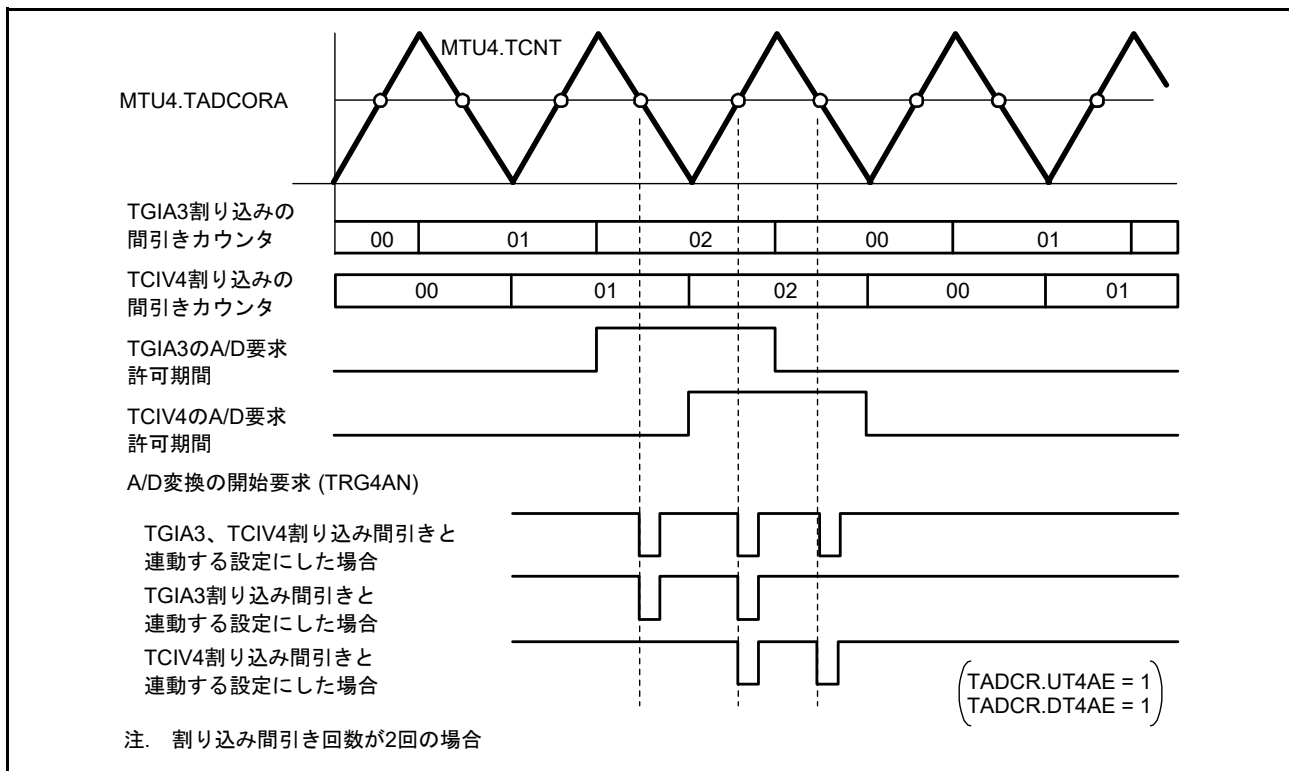 MTU4.TCNT
MTU4.TADCORA
TGIA3割り込みの
間引きカウンタ
00 01 02 00 01
TCIV4割り込みの
間引きカウンタ
00 01 02 00 01
TGIA3のA/D要求
許可期間
TCIV4のA/D要求
許可期間
A/D変換の開始要求 (TRG4AN)
TGIA3、TCIV4割り込み間引きと
連動する設定にした場合
TGIA3割り込み間引きと
連動する設定にした場合
TCIV4割り込み間引きと
連動する設定にした場合
TADCR.UT4AE = 1
TADCR.DT4AE = 1
注. 割り込み間引き回数が2回の場合